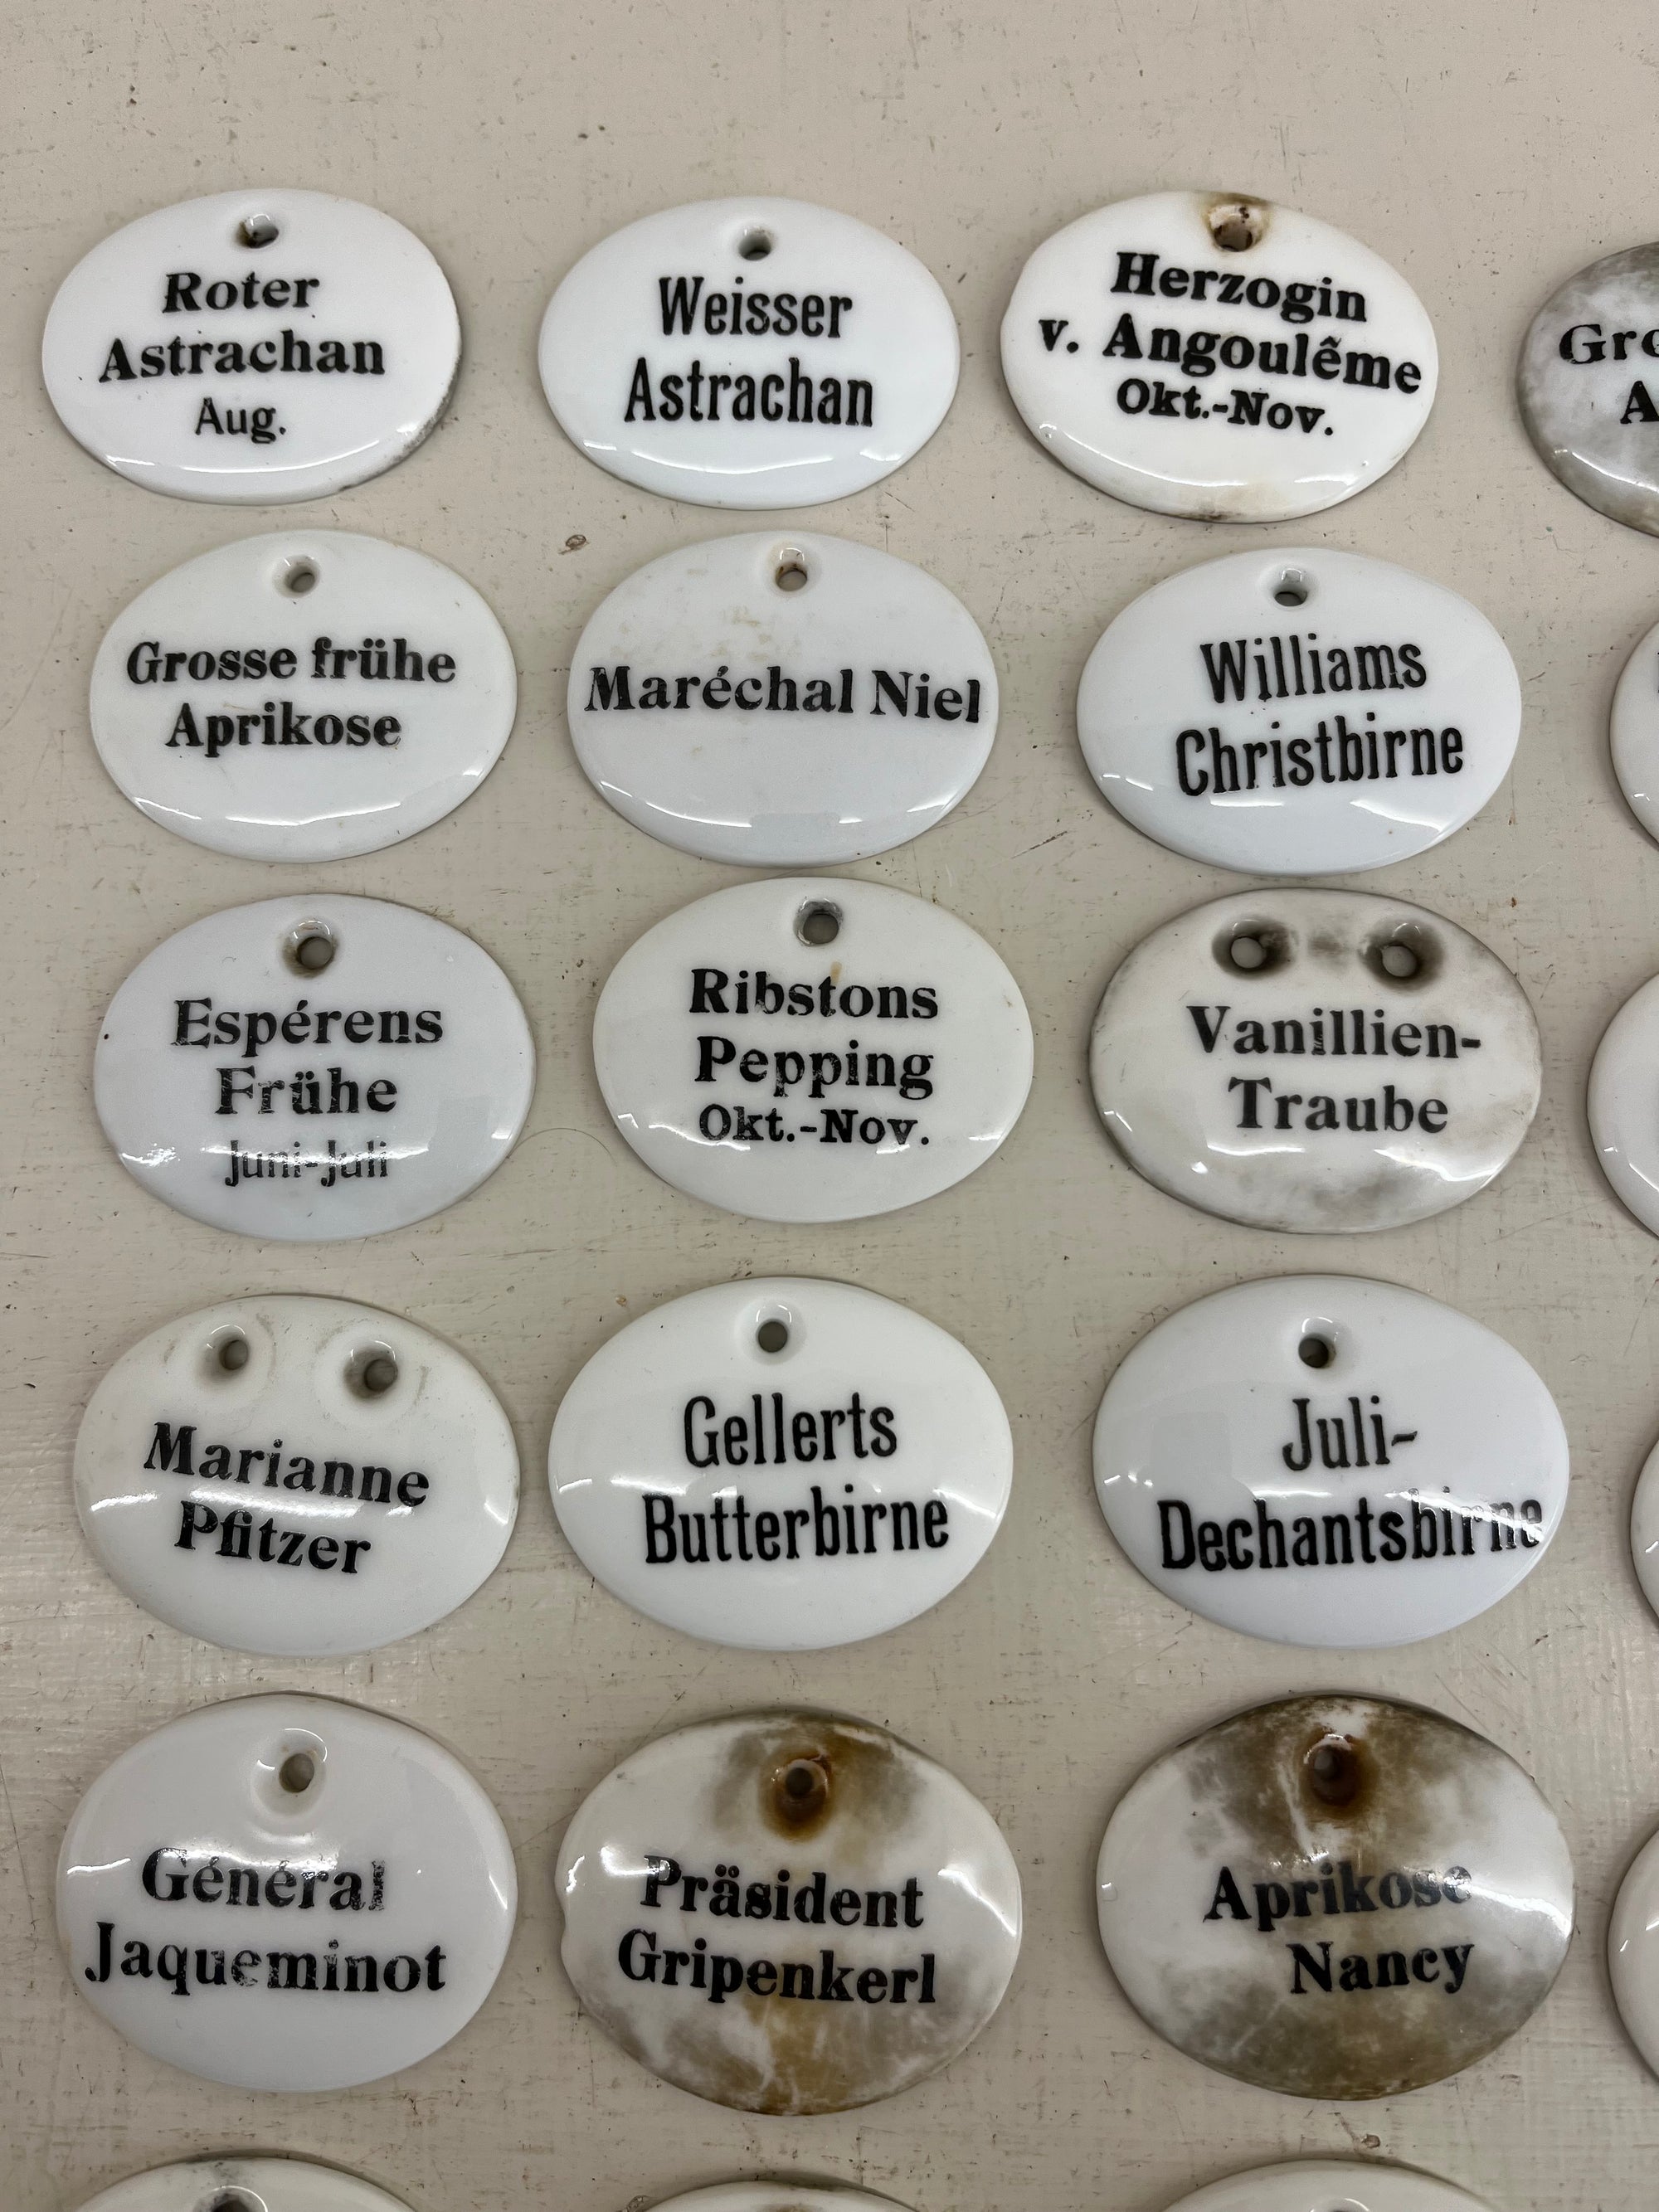 Roter
Astrachan
Aug.
Weisser
Astrachan
Herzogin
v. Angoulême
Okt.-Nov.
Grosse frühe
Aprikose
Maréchal Niel
Williams
Christbirne
Espérens
Frühe
Juni-Juli
Ribstons
Pepping
Okt.-Nov.
Vanillien-
Traube
Marianne
Pfitzer
Gellerts
Butterbirne
Juli-
Dechantsbirne
Général
Jaqueminot
Präsident
Gripenkerl
Aprikose
Nancy